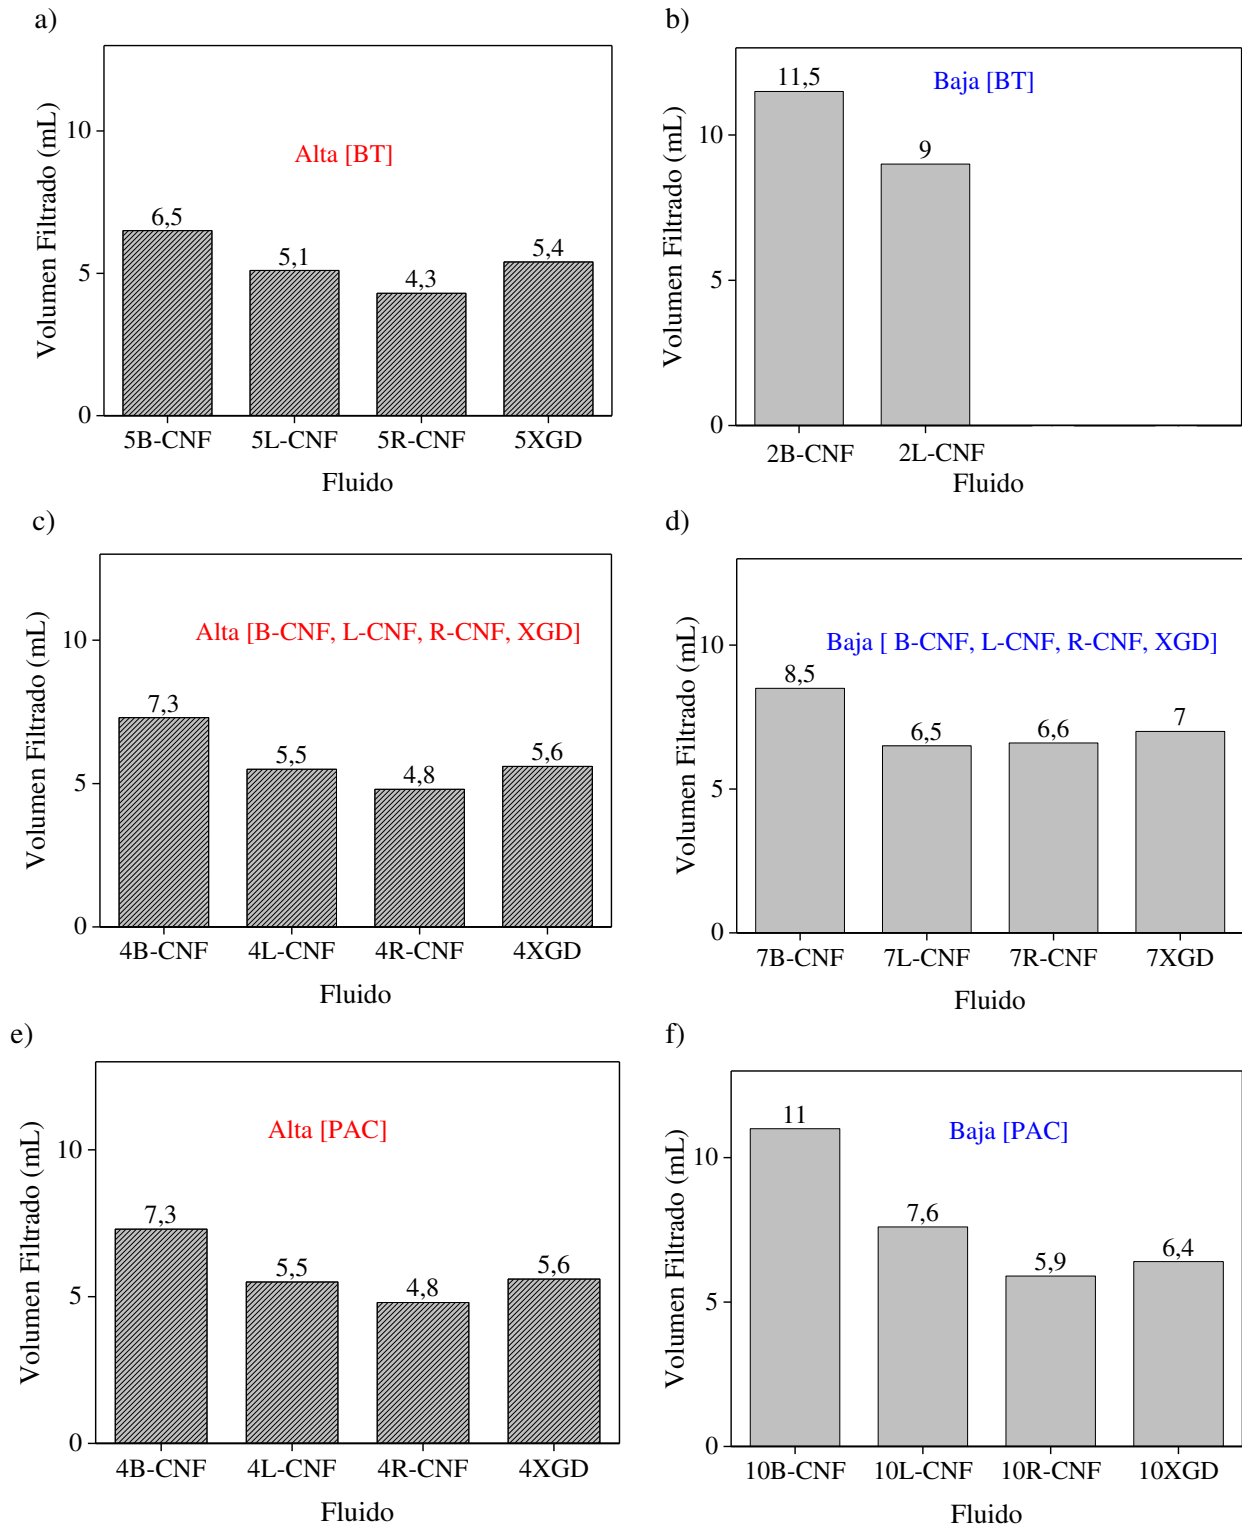 a)
Volumen Filtrado (mL)
10
5
0
Alta [BT]
6,5
5,1
4,3
5,4
5B-CNF 5L-CNF 5R-CNF 5XGD
Fluido
b)
Volumen Filtrado (mL)
10
5
0
Baja [BT]
11,5
9
2B-CNF 2L-CNF
Fluido
c)
Volumen Filtrado (mL)
10
5
0
Alta [B-CNF, L-CNF, R-CNF, XGD]
7,3
5,5
4,8
5,6
4B-CNF 4L-CNF 4R-CNF 4XGD
Fluido
d)
Volumen Filtrado (mL)
10
5
0
Baja [ B-CNF, L-CNF, R-CNF, XGD]
8,5
6,5
6,6
7
7B-CNF 7L-CNF 7R-CNF 7XGD
Fluido
e)
Volumen Filtrado (mL)
10
5
0
Alta [PAC]
7,3
5,5
4,8
5,6
4B-CNF 4L-CNF 4R-CNF 4XGD
Fluido
f)
Volumen Filtrado (mL)
10
5
0
Baja [PAC]
11
7,6
5,9
6,4
10B-CNF 10L-CNF 10R-CNF 10XGD
Fluido